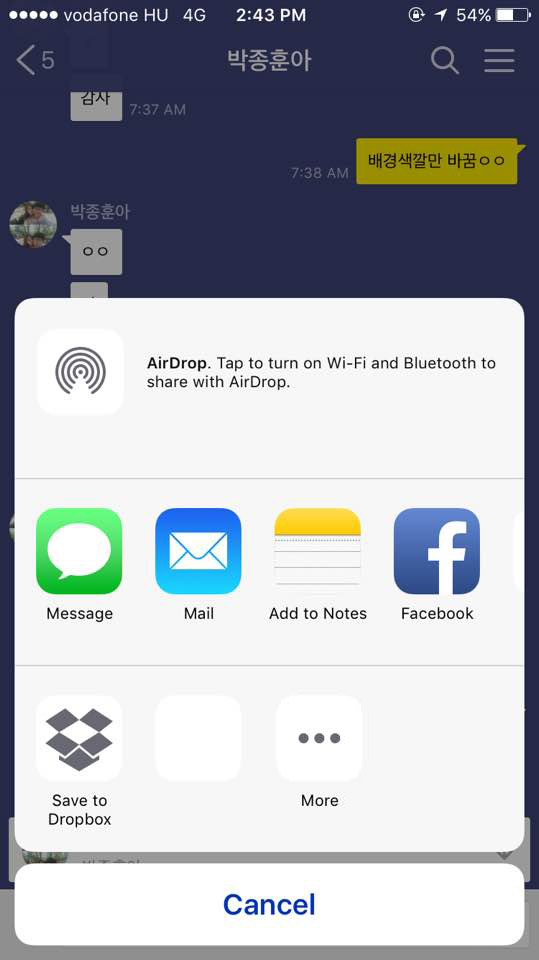 vodafone HU 4G 2:43 PM 54%
5 박종훈아
감사
7:37 AM
배경색깔만 바꿈ㅇㅇ
7:38 AM
박종훈아
ㅇㅇ
AirDrop. Tap to turn on Wi-Fi and Bluetooth to
share with AirDrop.
Message Mail Add to Notes Facebook
Save to
Dropbox
More
Cancel